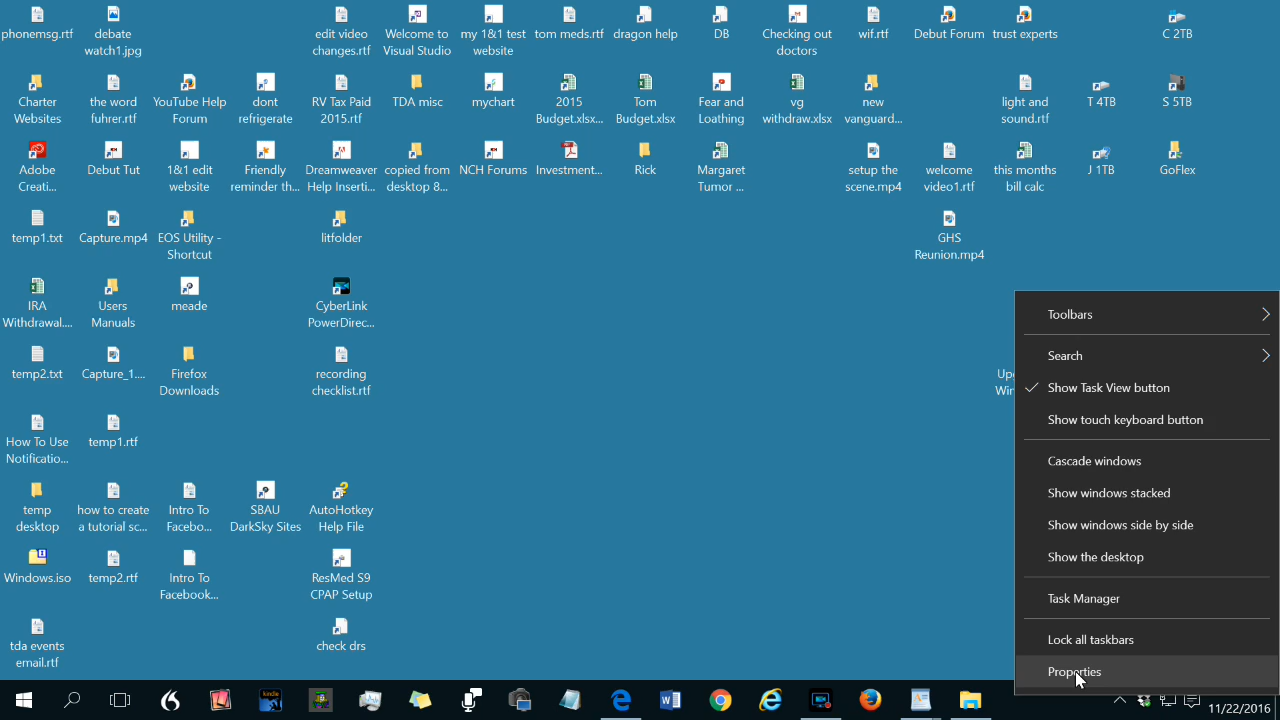 phonemsg.rtf
debate
watch1.jpg
edit video
changes.rtf
Welcome to
Visual Studio
my 1&1 test
website
tom meds.rtf
dragon help
DB
Checking out
doctors
wif.rtf
Debut Forum
trust experts
C 2TB
Charter
Websites
the word
fuhrer.rtf
YouTube Help
Forum
dont
refrigerate
RV Tax Paid
2015.rtf
TDA misc
mychart
2015
Budget.xlsx...
Tom
Budget.xlsx
Fear and
Loathing
vg
withdraw.xlsx
new
vanguard...
light and
sound.rtf
T 4TB
S 5TB
Adobe
Creati...
Debut Tut
1&1 edit
website
Friendly
reminder th...
Dreamweaver
Help Inserti...
copied from
desktop 8...
NCH Forums
Investment...
Rick
Margaret
Tumor ...
setup the
scene.mp4
welcome
video1.rtf
this months
bill calc
J 1TB
GoFlex
temp1.txt
Capture.mp4
EOS Utility -
Shortcut
litfolder
GHS
Reunion.mp4
IRA
Withdrawal....
Users
Manuals
meade
CyberLink
PowerDirec...
temp2.txt
Capture_1....
Firefox
Downloads
recording
checklist.rtf
How To Use
Notificatio...
temp1.rtf
temp
desktop
how to create
a tutorial sc...
Intro To
Facebo...
SBAU
DarkSky Sites
AutoHotkey
Help File
Windows.iso
temp2.rtf
Intro To
Facebook...
ResMed S9
CPAP Setup
tda events
email.rtf
check drs
Toolbars
Search
Show Task View button
Show touch keyboard button
Cascade windows
Show windows stacked
Show windows side by side
Show the desktop
Task Manager
Lock all taskbars
Properties
kindle
11/22/2016